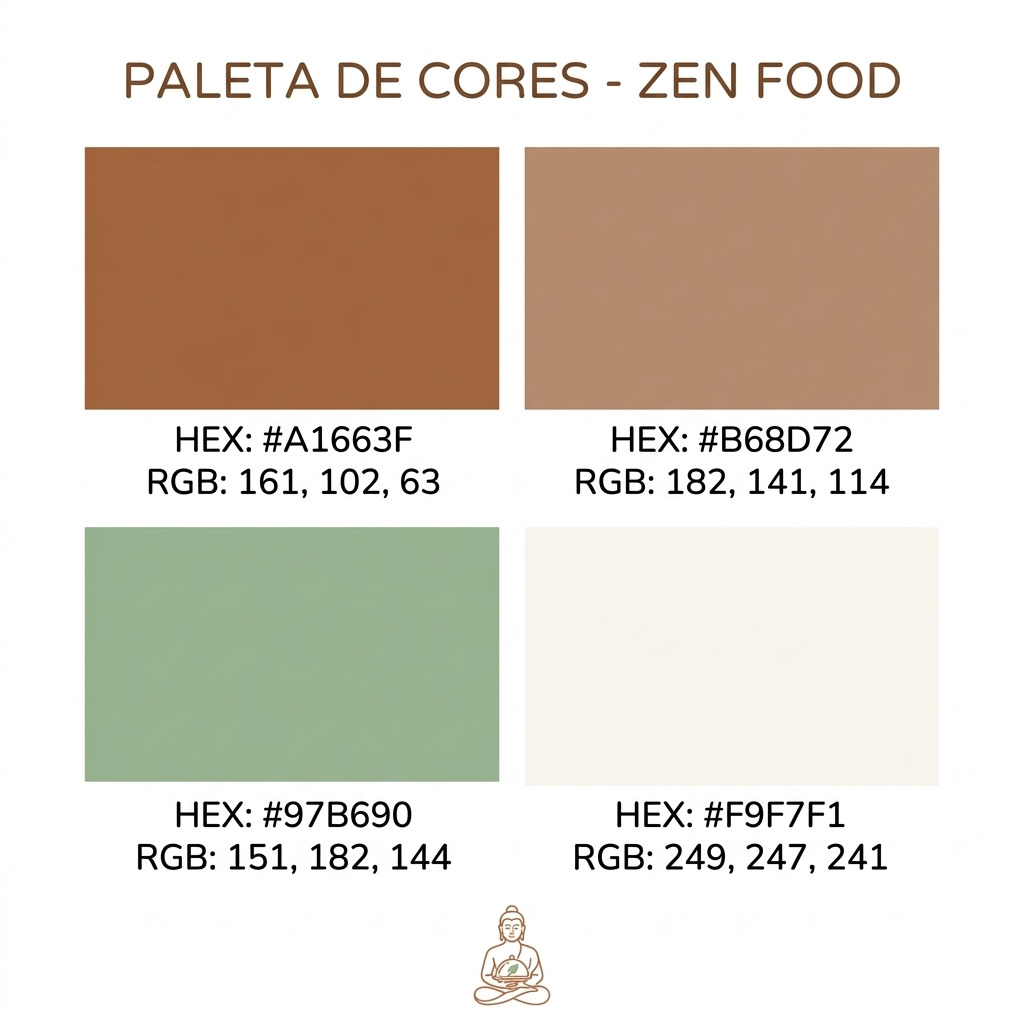 PALETA DE CORES - ZEN FOOD
HEX: #A1663F
RGB: 161, 102, 63
HEX: #B68D72
RGB: 182, 141, 114
HEX: #97B690
RGB: 151, 182, 144
HEX: #F9F7F1
RGB: 249, 247, 241